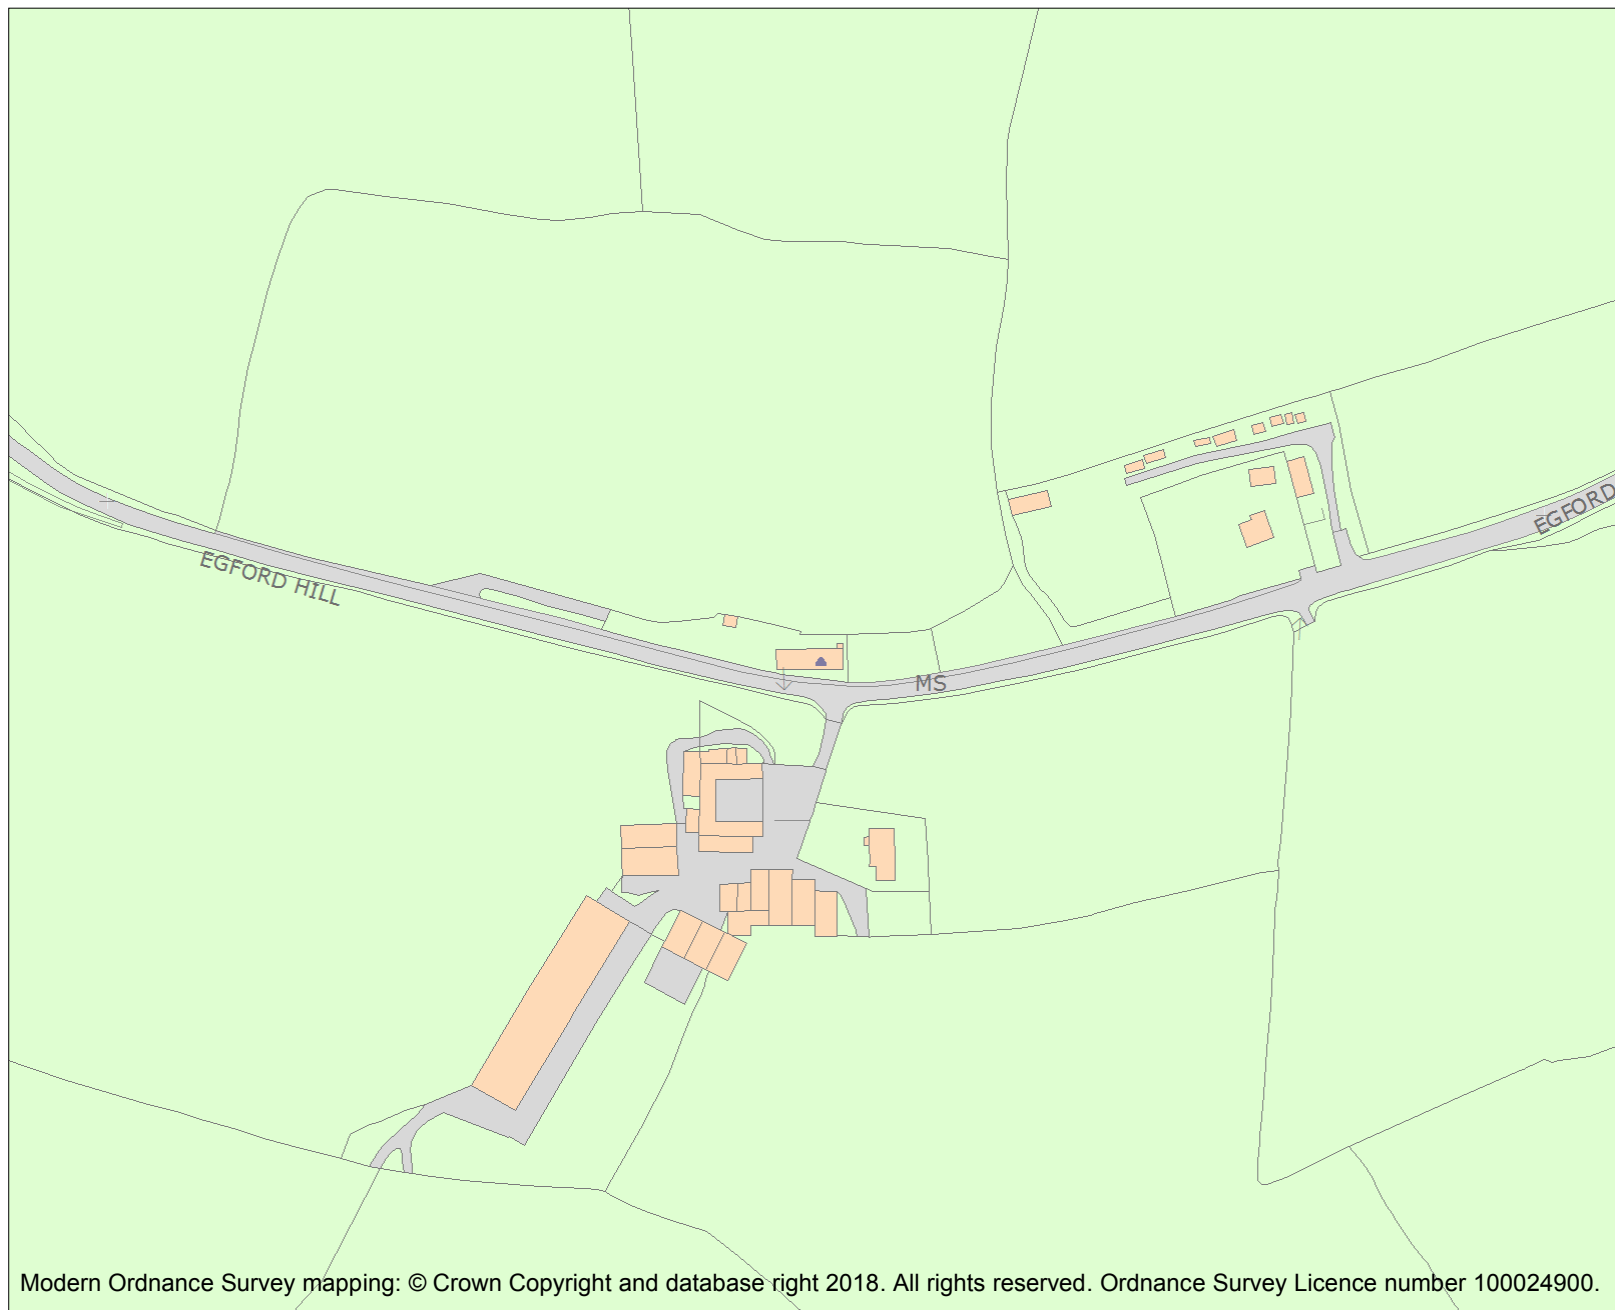 EGFORD
EGFORD HILL
MS
Modern Ordnance Survey mapping: © Crown Copyright and database right 2018. All rights reserved. Ordnance Survey Licence number 100024900.